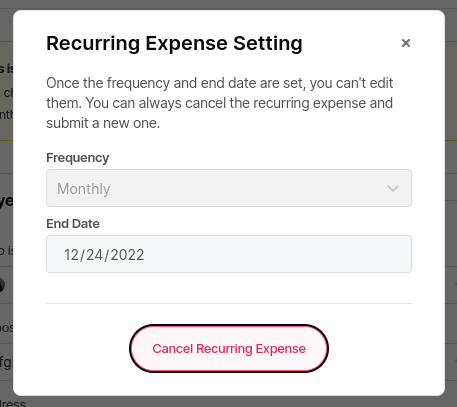 Recurring Expense Setting
×
Once the frequency and end date are set, you can't edit
them. You can always cancel the recurring expense and
submit a new one.
Frequency
Monthly
End Date
12/24/2022
Cancel Recurring Expense